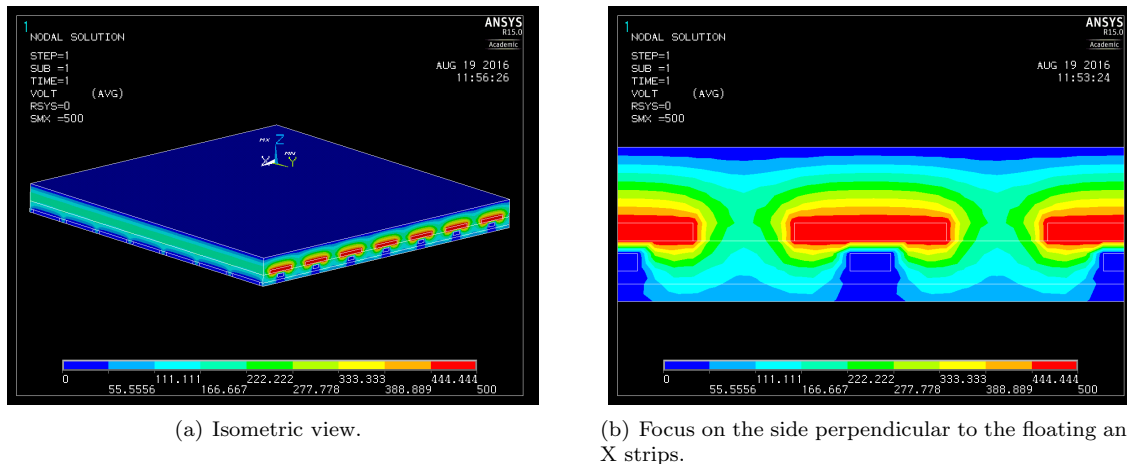 1
NODAL SOLUTION
STEP=1
SUB =1
TIME=1
VOLT (AVG)
RSYS=0
SMX =500
ANSYS
R15.0
Academic
AUG 19 2016
11:56:26
MX
Z
X
MN
Y
0
55.5556
111.111
166.667
222.222
277.778
333.333
388.889
444.444
500
(a) Isometric view.
1
NODAL SOLUTION
STEP=1
SUB =1
TIME=1
VOLT (AVG)
RSYS=0
SMX =500
ANSYS
R15.0
Academic
AUG 19 2016
11:53:24
0
55.5556
111.111
166.667
222.222
277.778
333.333
388.889
444.444
500
(b) Focus on the side perpendicular to the floating an
X strips.